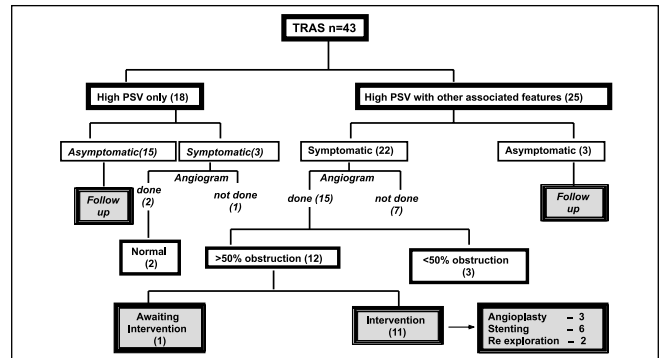 TRAS n=43
High PSV only (18)
High PSV with other associated features (25)
Asymptomatic(15)
Symptomatic(3)
Symptomatic (22)
Asymptomatic (3)
Angiogram
Angiogram
Follow
up
done
(2)
not done
(1)
done (15)
not done
(7)
Follow
up
Normal
(2)
>50% obstruction (12)
<50% obstruction
(3)
Awaiting
Intervention
(1)
Intervention
(11)
Angioplasty – 3
Stenting – 6
Re exploration – 2